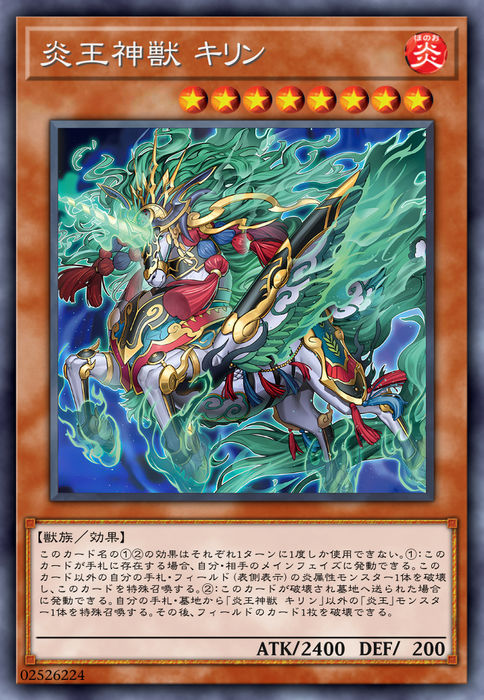 炎王神獣 キリン
ほのお
炎
【獣族／効果】
このカード名の①②の効果はそれぞれ1ターンに1度しか使用できない。①：この
カードが手札に存在する場合、自分・相手のメインフェイズに発動できる。この
カード以外の自分の手札・フィールド(表側表示)の炎属性モンスター1体を破壊
し、このカードを特殊召喚する。②：このカードが破壊され墓地へ送られた場合
に発動できる。自分の手札・墓地から「炎王神獣 キリン」以外の「炎王」モンス
ター1体を特殊召喚する。その後、フィールドのカード1枚を破壊できる。
ATK/2400 DEF/ 200
02526224